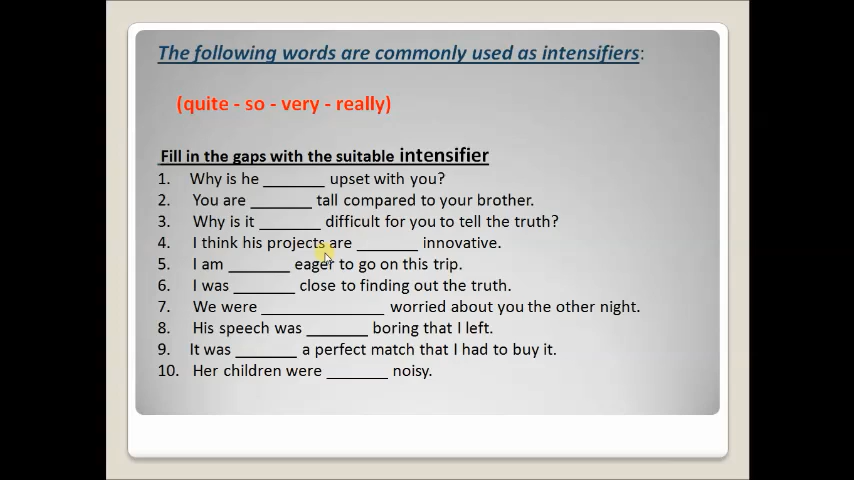 The following words are commonly used as intensifiers:
(quite - so - very - really)
Fill in the gaps with the suitable intensifier
1. Why is he _______ upset with you?
2. You are _______ tall compared to your brother.
3. Why is it _______ difficult for you to tell the truth?
4. I think his projects are _______ innovative.
5. I am _______ eager to go on this trip.
6. I was _______ close to finding out the truth.
7. We were ______________ worried about you the other night.
8. His speech was _______ boring that I left.
9. It was _______ a perfect match that I had to buy it.
10. Her children were _______ noisy.